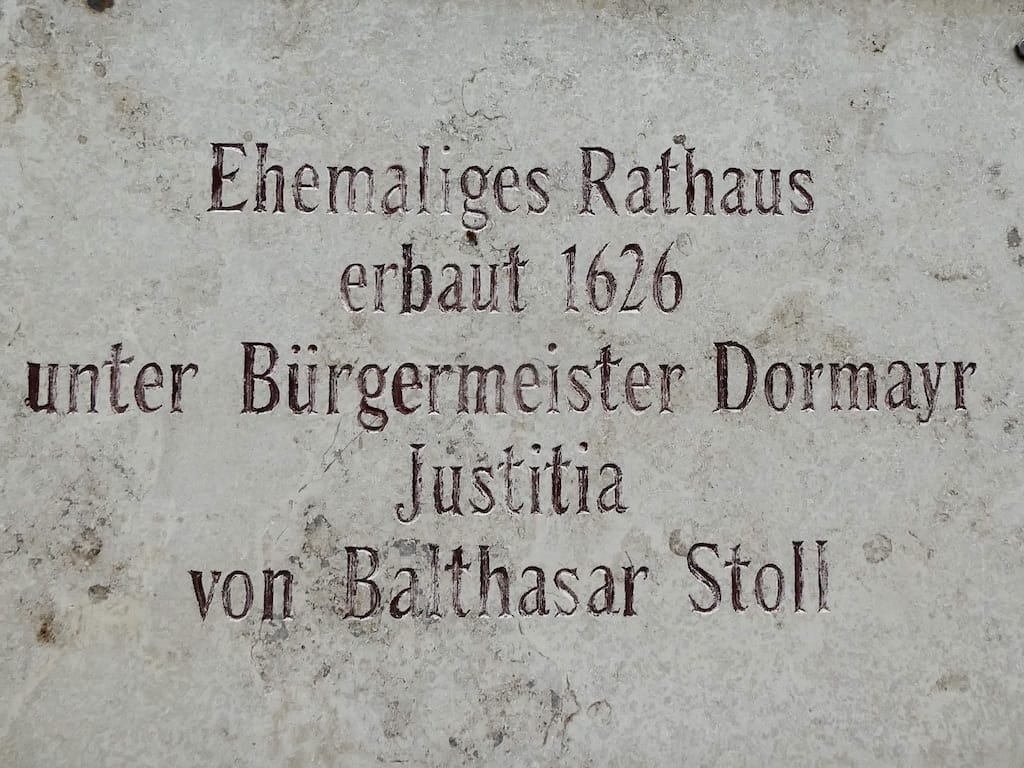 Ehemaliges Rathaus
erbaut 1626
unter Bürgermeister Dormayr
Justitia
von Balthasar Stoll